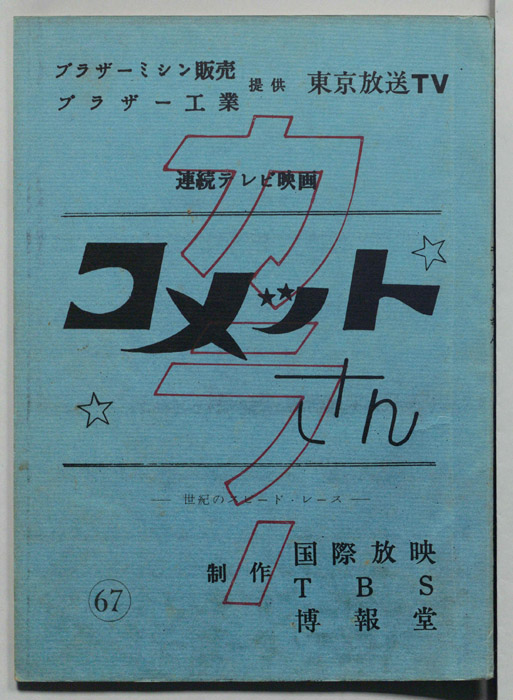 ブラザーミシン販売
ブラザー工業
提供
東京放送TV
カラー
連続テレビ映画
コメットさん
― 世紀のスピード・レース ―
制作
国際放映
TBS
博報堂
67